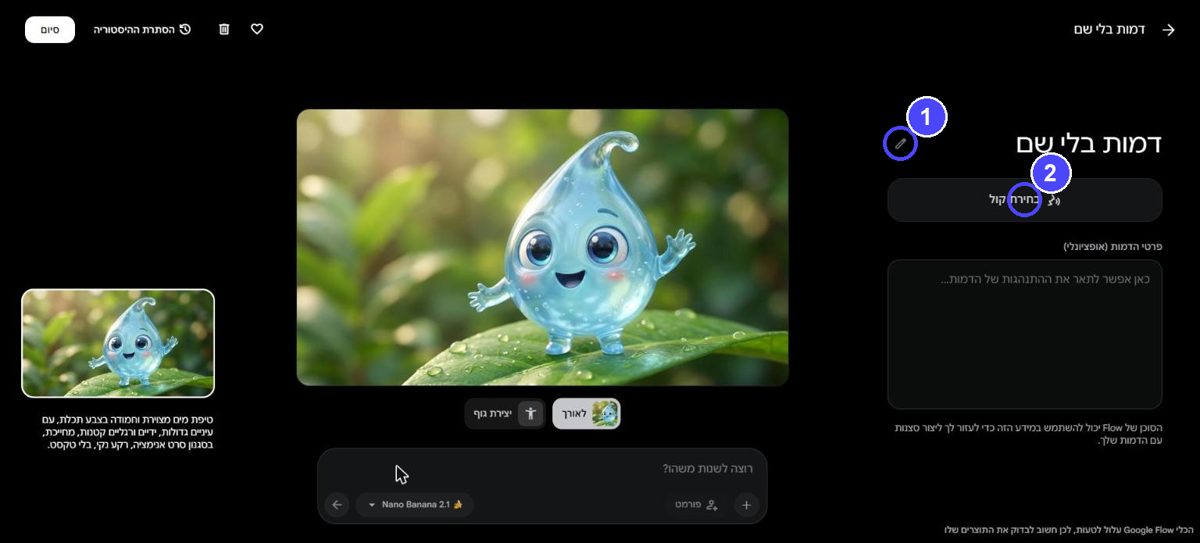 דמות בלי שם
הסתרת ההיסטוריה
סיום
1
דמות בלי שם
2
בחירת קול
פרטי הדמות (אופציונלי)
כאן אפשר לתאר את ההתנהגות של הדמות...
הסוכן של Flow יכול להשתמש במידע הזה כדי לעזור לך ליצור סצנות
עם הדמות שלך.
לאורך
יצירת גוף
רוצה לשנות משהו?
פורמט
Nano Banana 2.1
טיפת מים מצוירת וחמודה בצבע תכלת, עם
עיניים גדולות, ידיים ורגליים קטנות, מחייכת,
בסגנון סרט אנימציה, רקע נקי, בלי טקסט.
הכלי Google Flow עלול לטעות, לכן חשוב לבדוק את התוצרים שלו